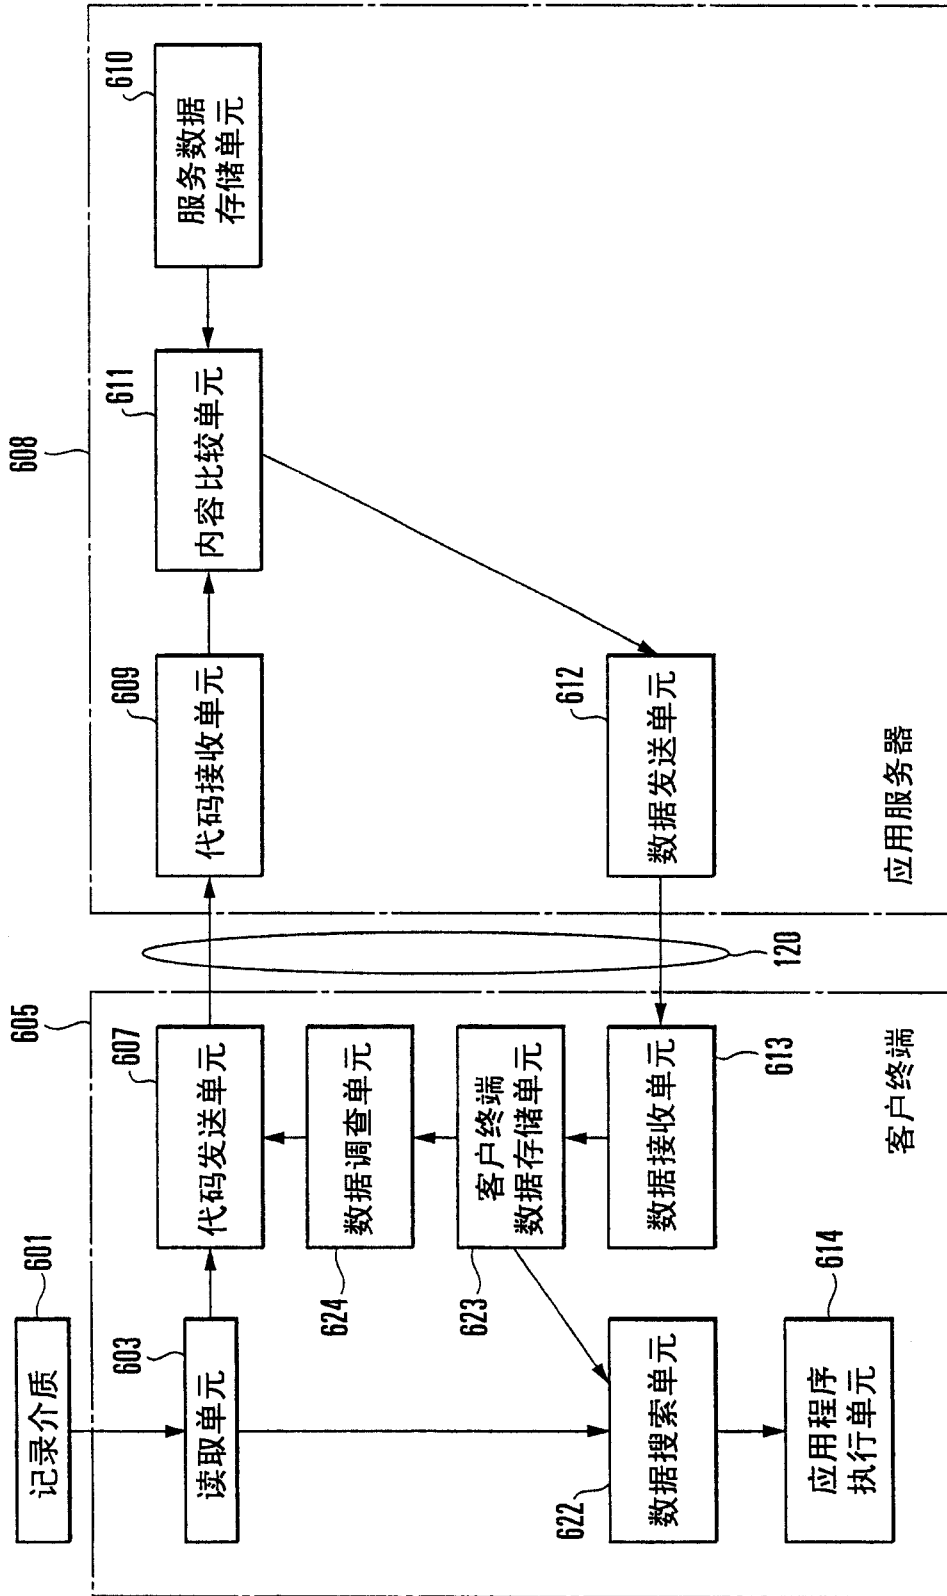 601
记录介质
605
603
读取单元
607
代码发送单元
624
数据调查单元
623
客户终端
数据存储单元
613
数据接收单元
622
数据搜索单元
614
应用程序
执行单元
客户终端
120
608
609
代码接收单元
611
内容比较单元
610
服务数据
存储单元
612
数据发送单元
应用服务器